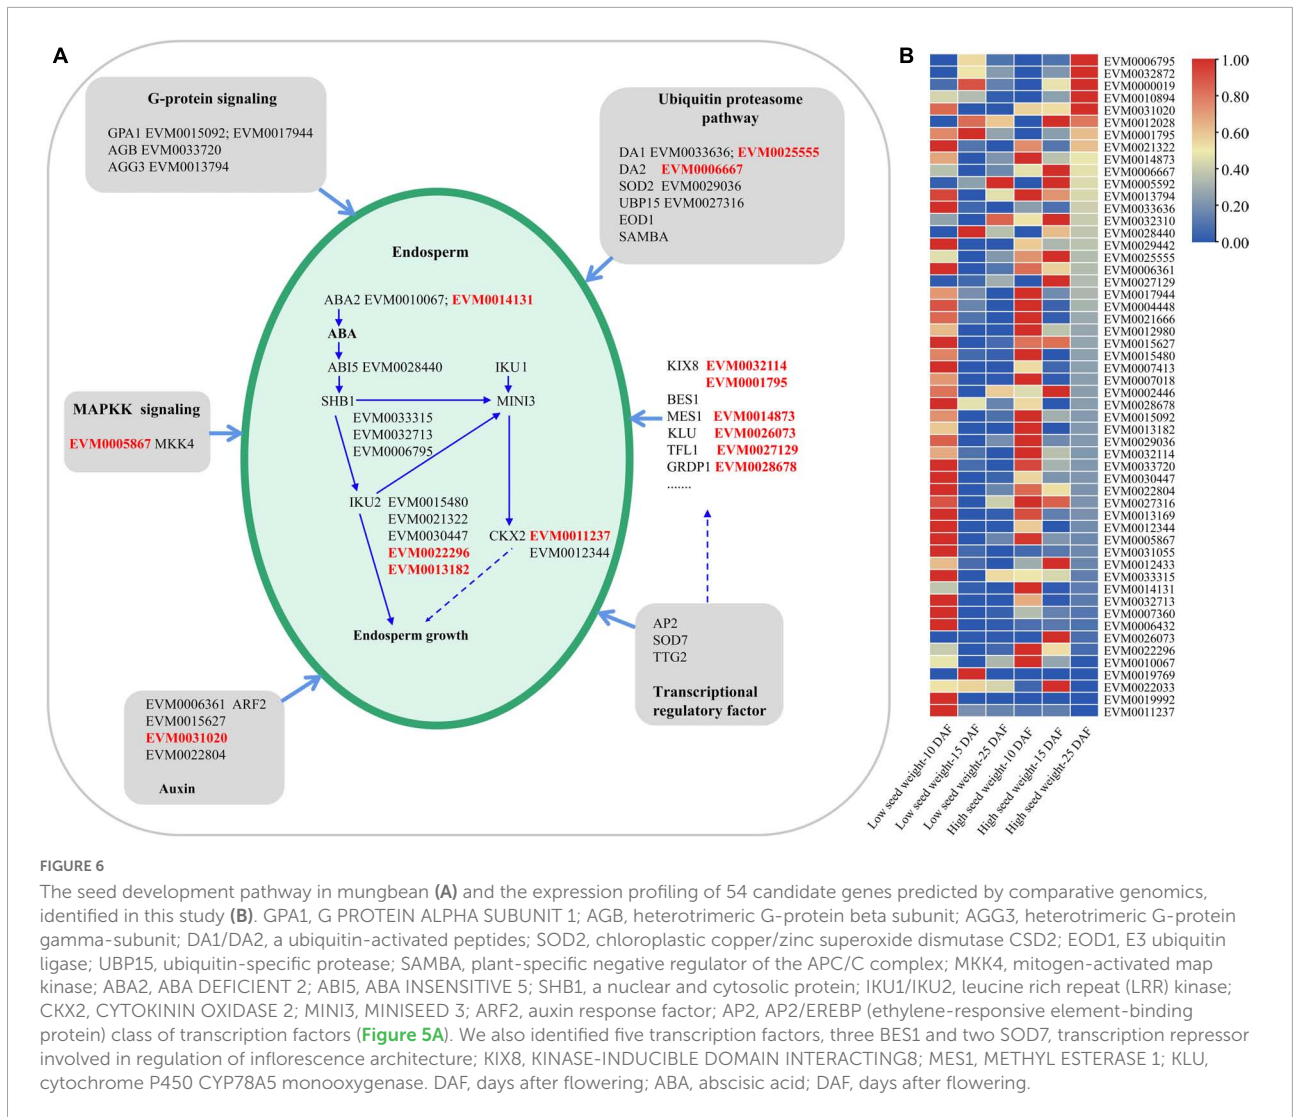 A
G-protein signaling
GPA1 EVM0015092; EVM0017944
AGB EVM0033720
AGG3 EVM0013794
Ubiquitin proteasome
pathway
DA1 EVM0033636; EVM0025555
DA2 EVM0006667
SOD2 EVM0029036
UBP15 EVM0027316
EOD1
SAMBA
Endosperm
ABA2 EVM0010067; EVM0014131
ABA
ABI5 EVM0028440
IKU1
SHB1
MINI3
EVM0033315
EVM0032713
EVM0006795
IKU2 EVM0015480
EVM0021322
EVM0030447
EVM0022296
EVM0013182
CKX2 EVM0011237
EVM0012344
Endosperm growth
MAPKK signaling
EVM0005867 MKK4
KIX8 EVM0032114
EVM0001795
BES1
MES1 EVM0014873
KLU EVM0026073
TFL1 EVM0027129
GRDP1 EVM0028678
.......
AP2
SOD7
TTG2
Transcriptional
regulatory factor
EVM0006361 ARF2
EVM0015627
EVM0031020
EVM0022804
Auxin
B
EVM0006795
EVM0032872
EVM0000019
EVM0010894
EVM0031020
EVM0012028
EVM0001795
EVM0021322
EVM0014873
EVM0006667
EVM0005592
EVM0013794
EVM0033636
EVM0032310
EVM0028440
EVM0029442
EVM0025555
EVM0006361
EVM0027129
EVM0017944
EVM0004448
EVM0021666
EVM0012980
EVM0015627
EVM0015480
EVM0007413
EVM0007018
EVM0002446
EVM0028678
EVM0015092
EVM0013182
EVM0029036
EVM0032114
EVM0033720
EVM0030447
EVM0022804
EVM0027316
EVM0013169
EVM0012344
EVM0005867
EVM0031055
EVM0012433
EVM0033315
EVM0014131
EVM0032713
EVM0007360
EVM0006432
EVM0026073
EVM0022296
EVM0010067
EVM0019769
EVM0022033
EVM0019992
EVM0011237
1.00
0.80
0.60
0.40
0.20
0.00
Low seed weight-10 DAF
Low seed weight-15 DAF
Low seed weight-25 DAF
High seed weight-10 DAF
High seed weight-15 DAF
High seed weight-25 DAF
FIGURE 6
The seed development pathway in mungbean (A) and the expression profiling of 54 candidate genes predicted by comparative genomics,
identified in this study (B). GPA1, G PROTEIN ALPHA SUBUNIT 1; AGB, heterotrimeric G-protein beta subunit; AGG3, heterotrimeric G-protein
gamma-subunit; DA1/DA2, a ubiquitin-activated peptides; SOD2, chloroplastic copper/zinc superoxide dismutase CSD2; EOD1, E3 ubiquitin
ligase; UBP15, ubiquitin-specific protease; SAMBA, plant-specific negative regulator of the APC/C complex; MKK4, mitogen-activated map
kinase; ABA2, ABA DEFICIENT 2; ABI5, ABA INSENSITIVE 5; SHB1, a nuclear and cytosolic protein; IKU1/IKU2, leucine rich repeat (LRR) kinase;
CKX2, CYTOKININ OXIDASE 2; MINI3, MINISEED 3; ARF2, auxin response factor; AP2, AP2/EREBP (ethylene-responsive element-binding
protein) class of transcription factors (Figure 5A). We also identified five transcription factors, three BES1 and two SOD7, transcription repressor
involved in regulation of inflorescence architecture; KIX8, KINASE-INDUCIBLE DOMAIN INTERACTING8; MES1, METHYL ESTERASE 1; KLU,
cytochrome P450 CYP78A5 monooxygenase. DAF, days after flowering; ABA, abscisic acid; DAF, days after flowering.